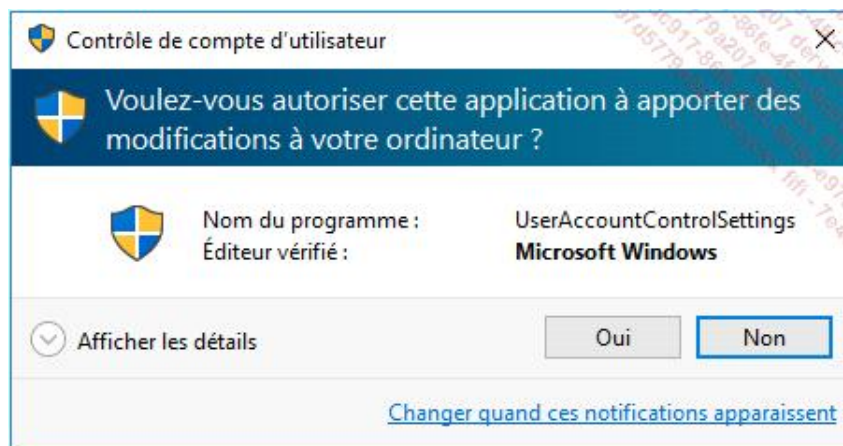 Contrôle de compte d'utilisateur
Voulez-vous autoriser cette application à apporter des
modifications à votre ordinateur ?
Nom du programme : UserAccountControlSettings
Éditeur vérifié : Microsoft Windows
Afficher les détails Oui Non
Changer quand ces notifications apparaissent